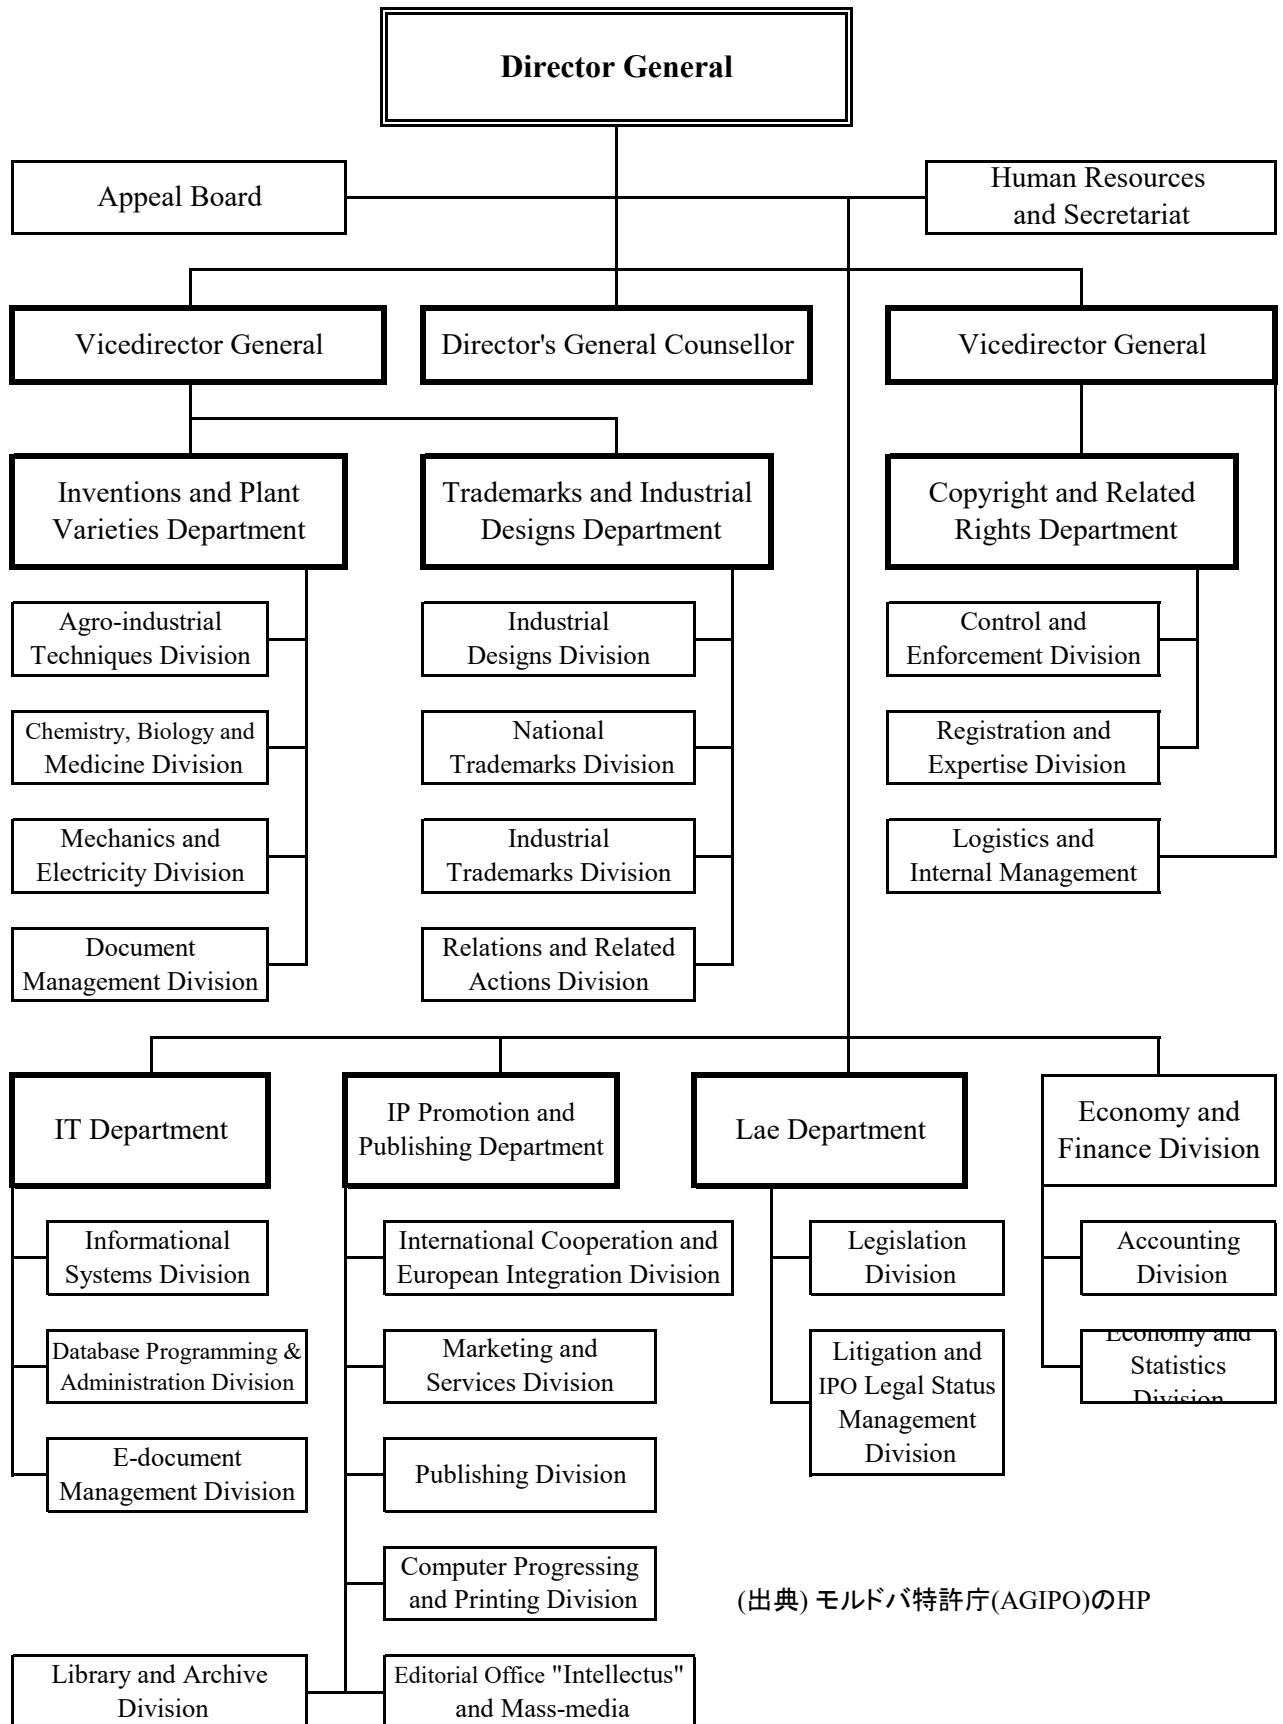 Director General
Appeal Board
Human Resources
and Secretariat
Vicedirector General
Director's General Counsellor
Vicedirector General
Inventions and Plant
Varieties Department
Trademarks and Industrial
Designs Department
Copyright and Related
Rights Department
Agro-industrial
Techniques Division
Industrial
Designs Division
Control and
Enforcement Division
Chemistry, Biology and
Medicine Division
National
Trademarks Division
Registration and
Expertise Division
Mechanics and
Electricity Division
Industrial
Trademarks Division
Logistics and
Internal Management
Document
Management Division
Relations and Related
Actions Division
IT Department
IP Promotion and
Publishing Department
Lae Department
Economy and
Finance Division
Informational
Systems Division
International Cooperation and
European Integration Division
Legislation
Division
Accounting
Division
Database Programming &
Administration Division
Marketing and
Services Division
Litigation and
IPO Legal Status
Management
Division
Economy and
Statistics
Division
E-document
Management Division
Publishing Division
Computer Progressing
and Printing Division
(出典) モルドバ特許庁(AGIPO)のHP
Library and Archive
Division
Editorial Office "Intellectus"
and Mass-media